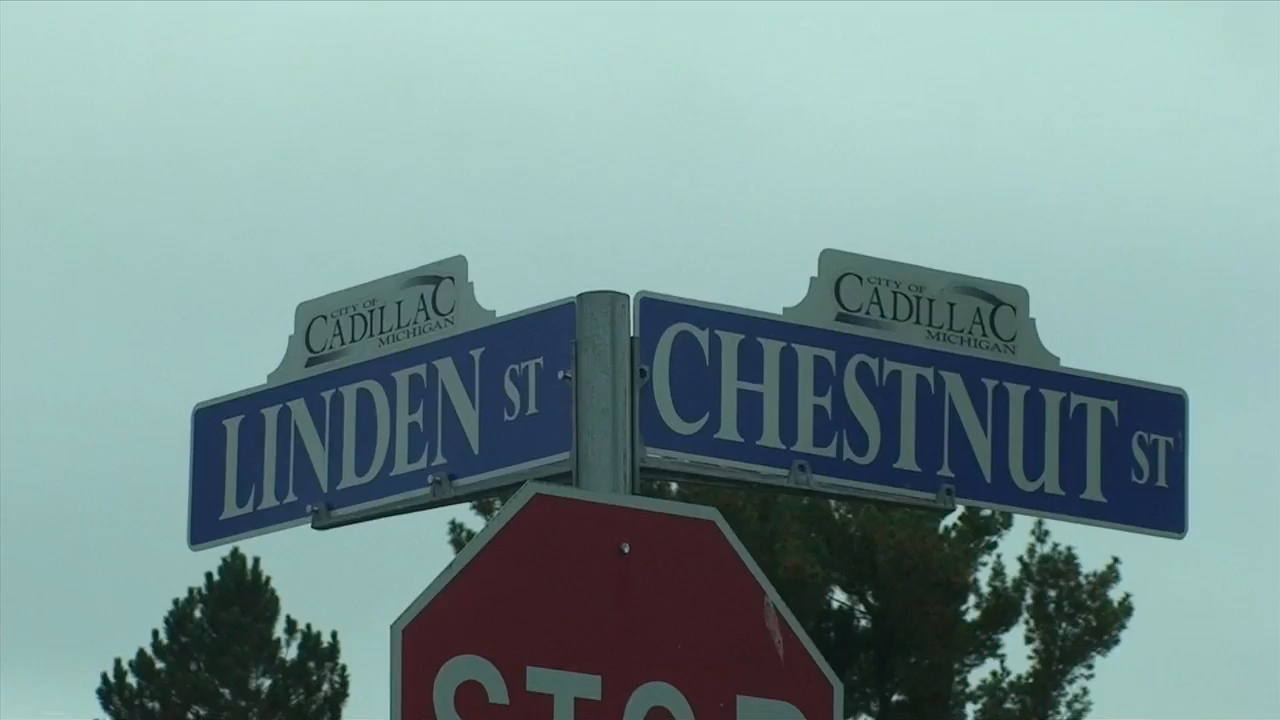 CITY OF
CADILLAC
MICHIGAN
LINDEN ST
CITY OF
CADILLAC
MICHIGAN
CHESTNUT ST
STOP